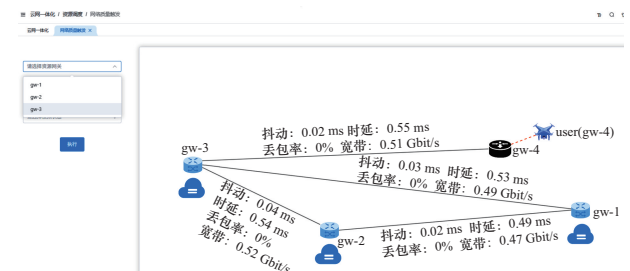 云网一体化 / 资源调度 / 网络质量触发
云网一体化 网络质量触发 ×
请选择资源网关
gw-1
gw-2
gw-3
执行
抖动：0.02 ms 时延：0.55 ms
丢包率：0% 宽带：0.51 Gbit/s
user(gw-4)
gw-3
gw-4
抖动：0.03 ms 时延：0.53 ms
丢包率：0% 宽带：0.49 Gbit/s
抖动：0.04 ms
时延：0.54 ms
丢包率：0%
宽带：0.52 Gbit/s
gw-1
gw-2
抖动：0.02 ms 时延：0.49 ms
丢包率：0% 宽带：0.47 Gbit/s